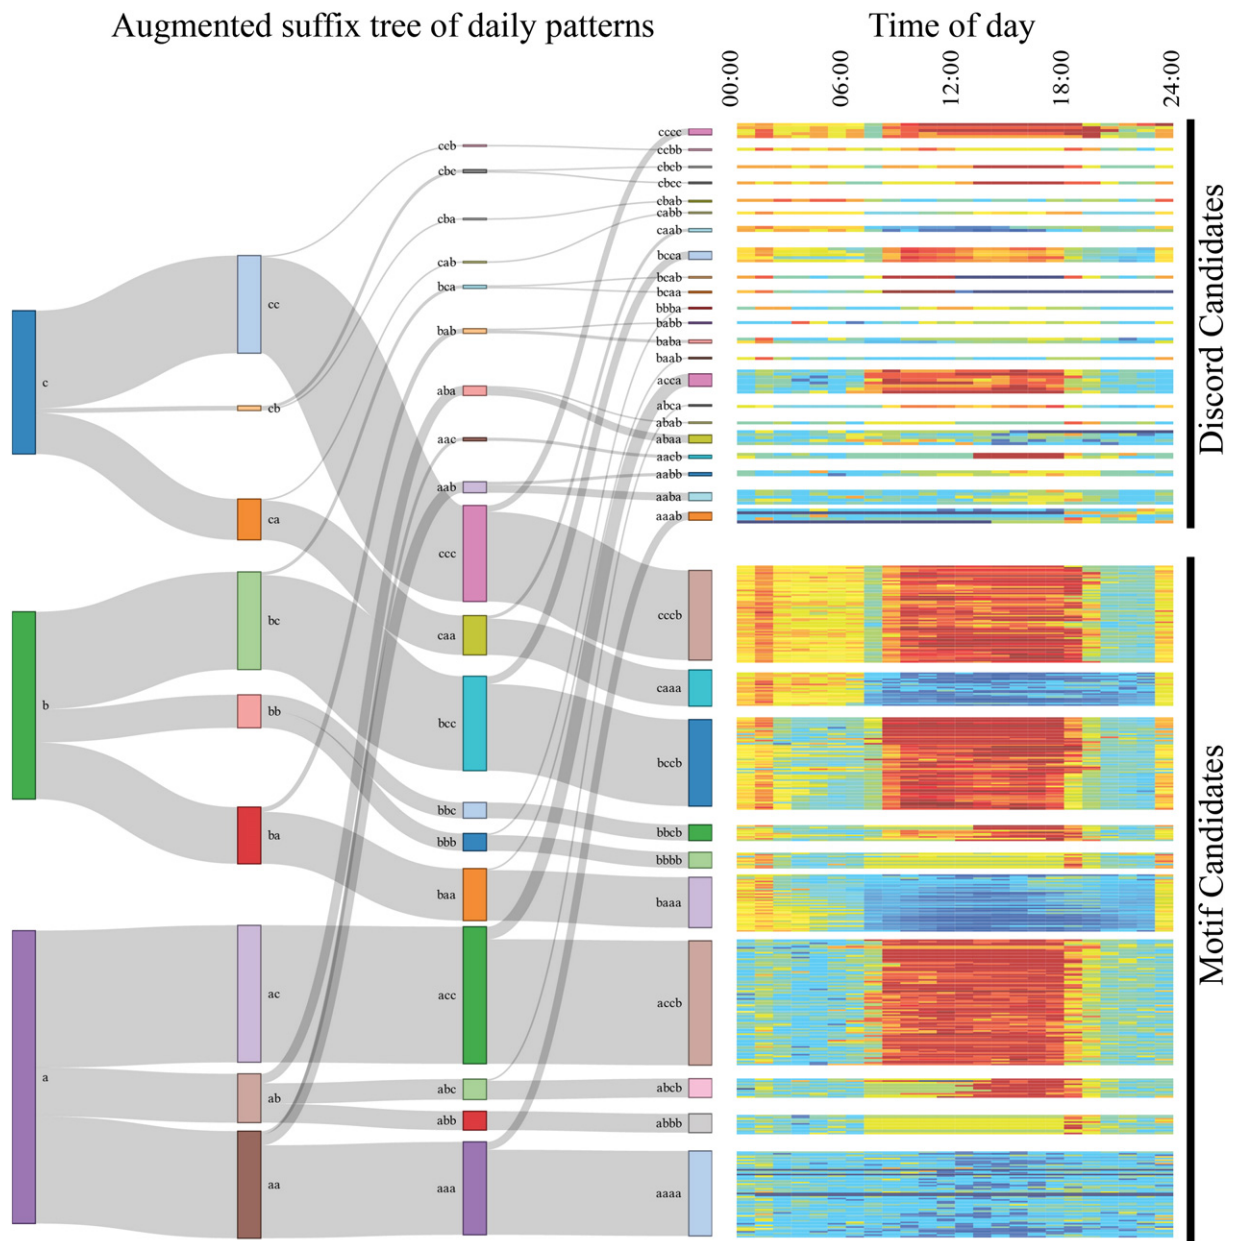 Augmented suffix tree of daily patterns
Time of day
00:00
06:00
12:00
18:00
24:00
c
b
a
cc
cb
ca
bc
bb
ba
ac
ab
aa
ccb
cbc
cba
cab
bca
bab
aba
aac
aab
ccc
caa
bcc
bbc
bbb
baa
acc
abc
abb
aaa
cccc
ccbb
cbcb
cbcc
cbab
cabb
caab
bcca
bcab
bcaa
bbba
babb
baba
baab
acca
abca
abab
abaa
aacb
aabb
aaba
aaab
cccb
caaa
bccb
bbcb
bbbb
baaa
accb
abcb
abbb
aaaa
Discord Candidates
Motif Candidates